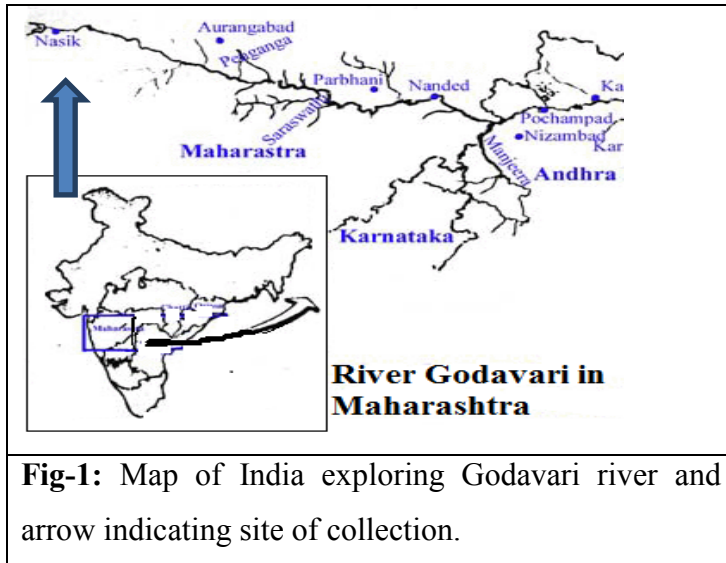 Nasik
Aurangabad
Penganga
Parbhani
Nanded
Ka
Saraswathi
Pochampad
Nizambad
Kar
Maharastra
Manjeera
Andhra
Karnataka
River Godavari in
Maharashtra
Fig-1: Map of India exploring Godavari river and
arrow indicating site of collection.